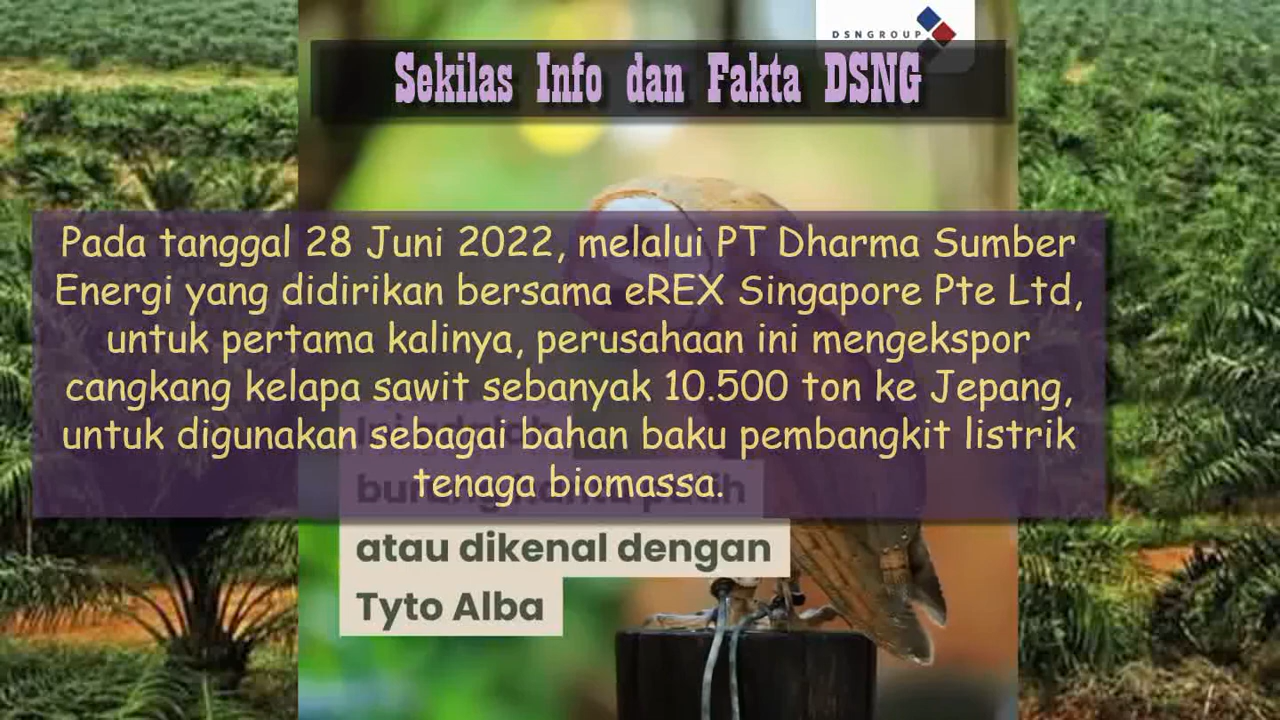 DSNGROUP
Sekilas Info dan Fakta DSNG
Pada tanggal 28 Juni 2022, melalui PT Dharma Sumber
Energi yang didirikan bersama eREX Singapore Pte Ltd,
untuk pertama kalinya, perusahaan ini mengekspor
cangkang kelapa sawit sebanyak 10.500 ton ke Jepang,
untuk digunakan sebagai bahan baku pembangkit listrik
tenaga biomassa.
atau dikenal dengan
Tyto Alba